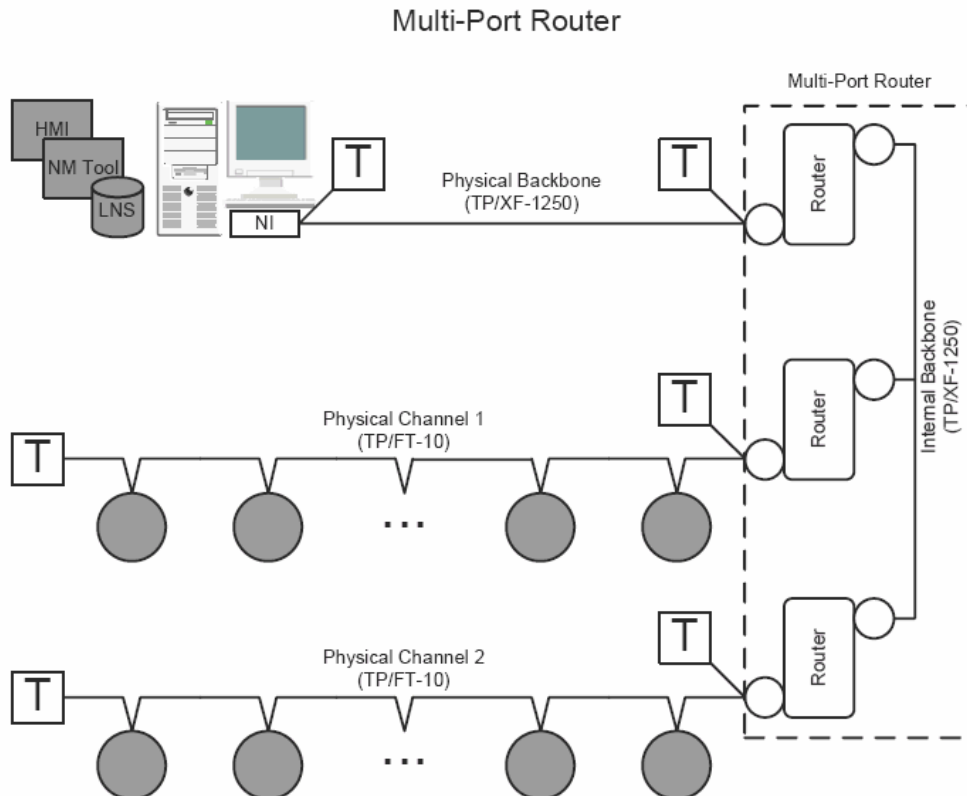 Multi-Port Router
Multi-Port Router
HMI
NM Tool
LNS
NI
T
T
Physical Backbone
(TP/XF-1250)
Router
Internal Backbone
(TP/XF-1250)
T
Physical Channel 1
(TP/FT-10)
T
Router
...
T
Physical Channel 2
(TP/FT-10)
T
Router
...